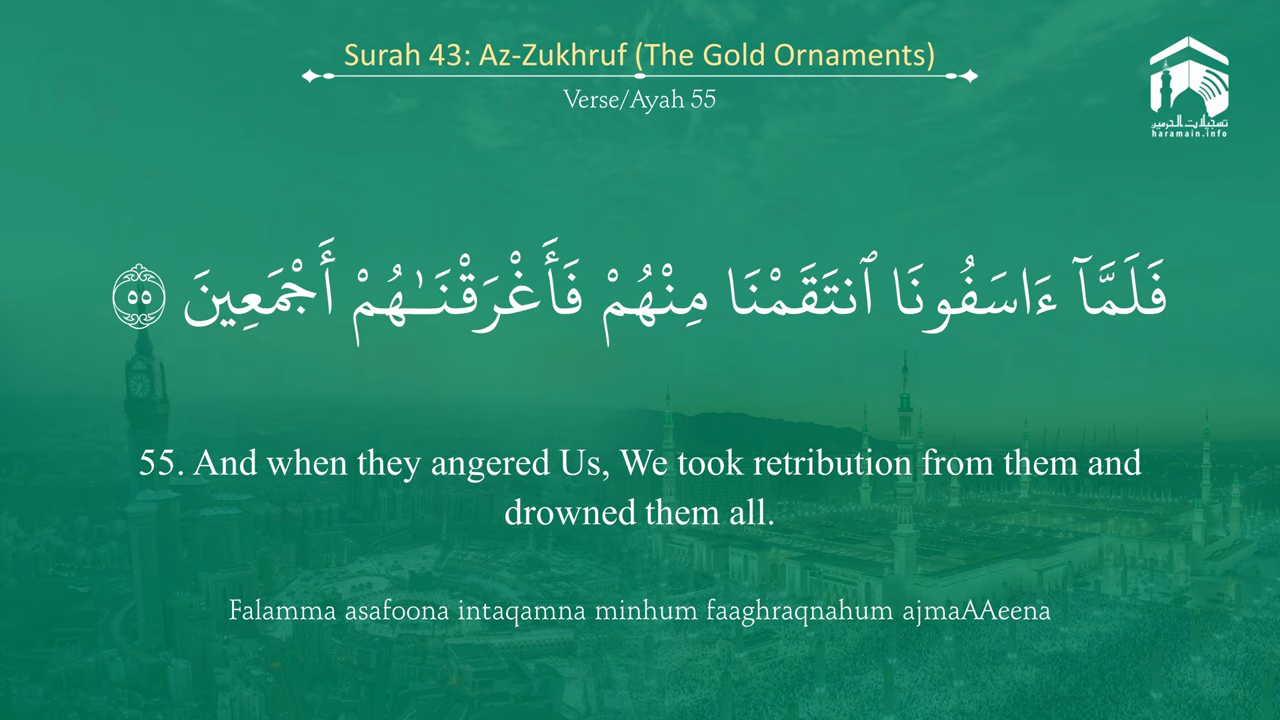 Surah 43: Az-Zukhruf (The Gold Ornaments)
Verse/Ayah 55
تسجيلات الحرمين
haramain.info
فَلَمَّآ ءَاسَفُونَا ٱنتَقَمْنَا مِنْهُمْ فَأَغْرَقْنَـٰهُمْ أَجْمَعِينَ ٥٥
55. And when they angered Us, We took retribution from them and
drowned them all.
Falamma asafoona intaqamna minhum faaghraqnahum ajmaAAeena